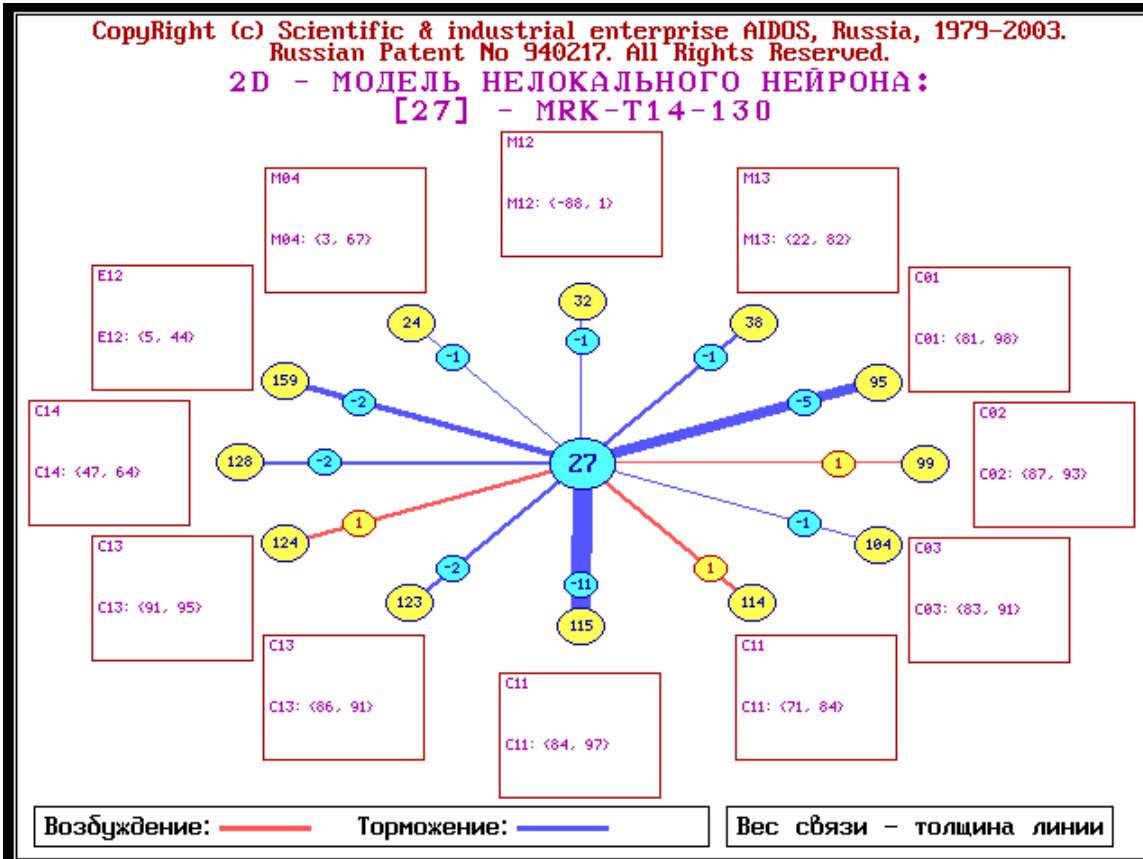 CopyRight (c) Scientific & industrial enterprise AIDOS, Russia, 1979-2003.
Russian Patent No 940217. All Rights Reserved.
2D - МОДЕЛЬ НЕЛОКАЛЬНОГО НЕЙРОНА:
[27] - MRK-T14-130
M12
M12: {-88, 1}
M04
M04: {3, 67}
M13
M13: {22, 82}
E12
E12: {5, 44}
C01
C01: {81, 98}
32
24
38
-1
-1
-1
159
-2
-5
95
C14
C14: {47, 64}
128
-2
27
1
99
C02
C02: {87, 93}
124
1
-1
104
-2
1
123
-11
114
115
C13
C13: {91, 95}
C03
C03: {83, 91}
C13
C13: {86, 91}
C11
C11: {84, 97}
C11
C11: {71, 84}
Возбуждение:
Торможение:
Вес связи - толщина линии